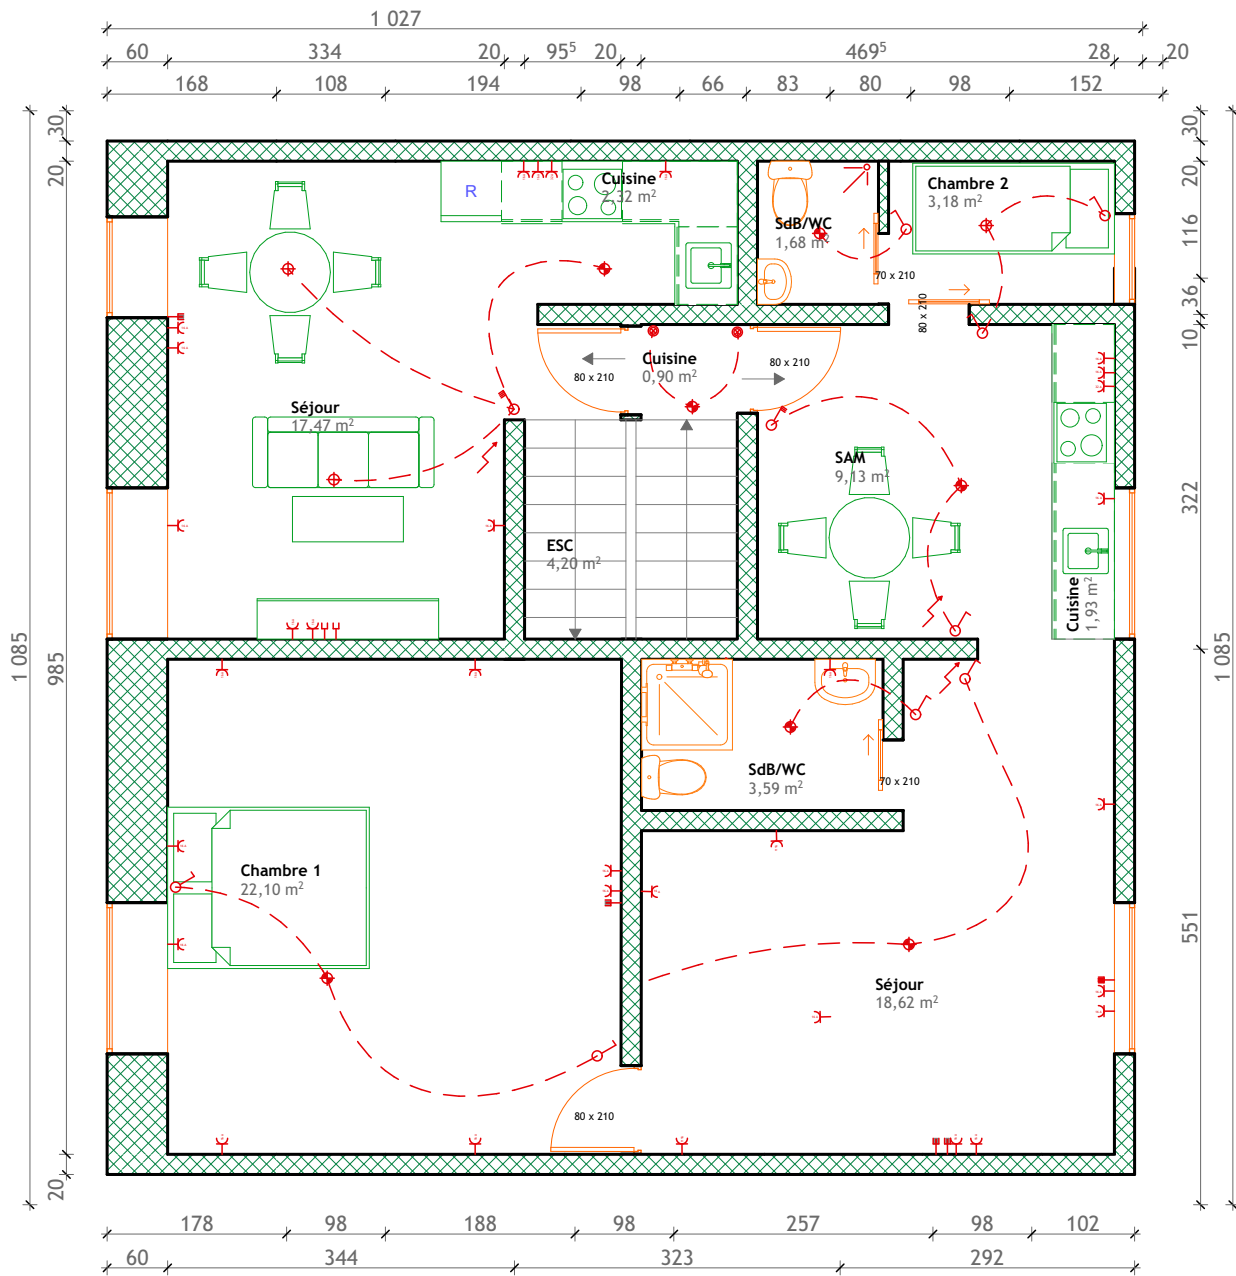 1 027
60 334 20 95⁵ 20 469⁵ 28 20
168 108 194 98 66 83 80 98 152
30
30
20
20
Cuisine
2,32 m²
R
Chambre 2
3,18 m²
SdB/WC
1,68 m²
116
70 x 210
36
80 x 210
10
Cuisine
0,90 m²
80 x 210
80 x 210
Séjour
17,47 m²
SAM
9,13 m²
322
ESC
4,20 m²
Cuisine
1,93 m²
1 085
985
1 085
SdB/WC
3,59 m²
70 x 210
Chambre 1
22,10 m²
551
Séjour
18,62 m²
80 x 210
20
178 98 188 98 257 98 102
60 344 323 292